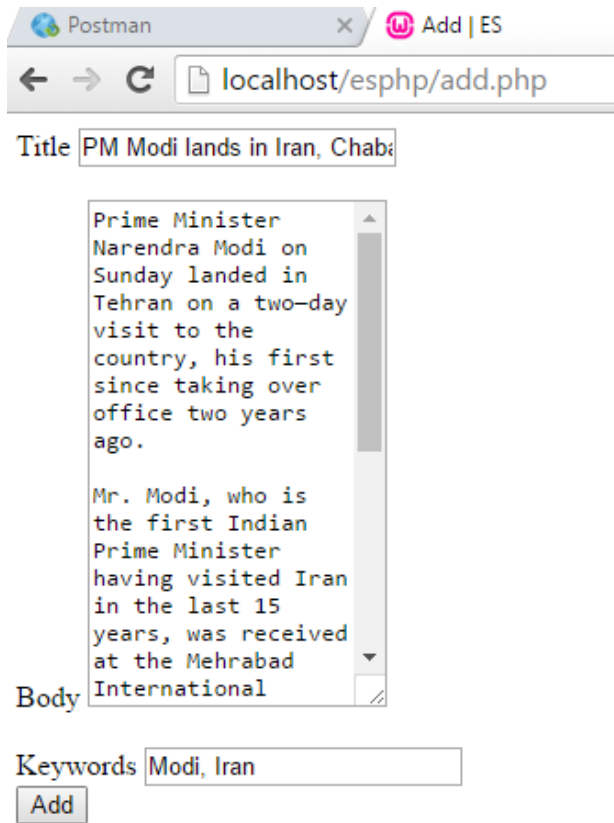 Postman
Add | ES
localhost/esphp/add.php
Title PM Modi lands in Iran,
Prime Minister
Narendra Modi on
Sunday landed in
Tehran on a two—day
visit to the
country, his first
since taking over
office two years
ago.
Mr. Modi, who is
the first Indian
Prime Minister
having visited Iran
in the last 15
years, was received
at the Mehrabad
International
Body
Keywords Modi, Iran
Add